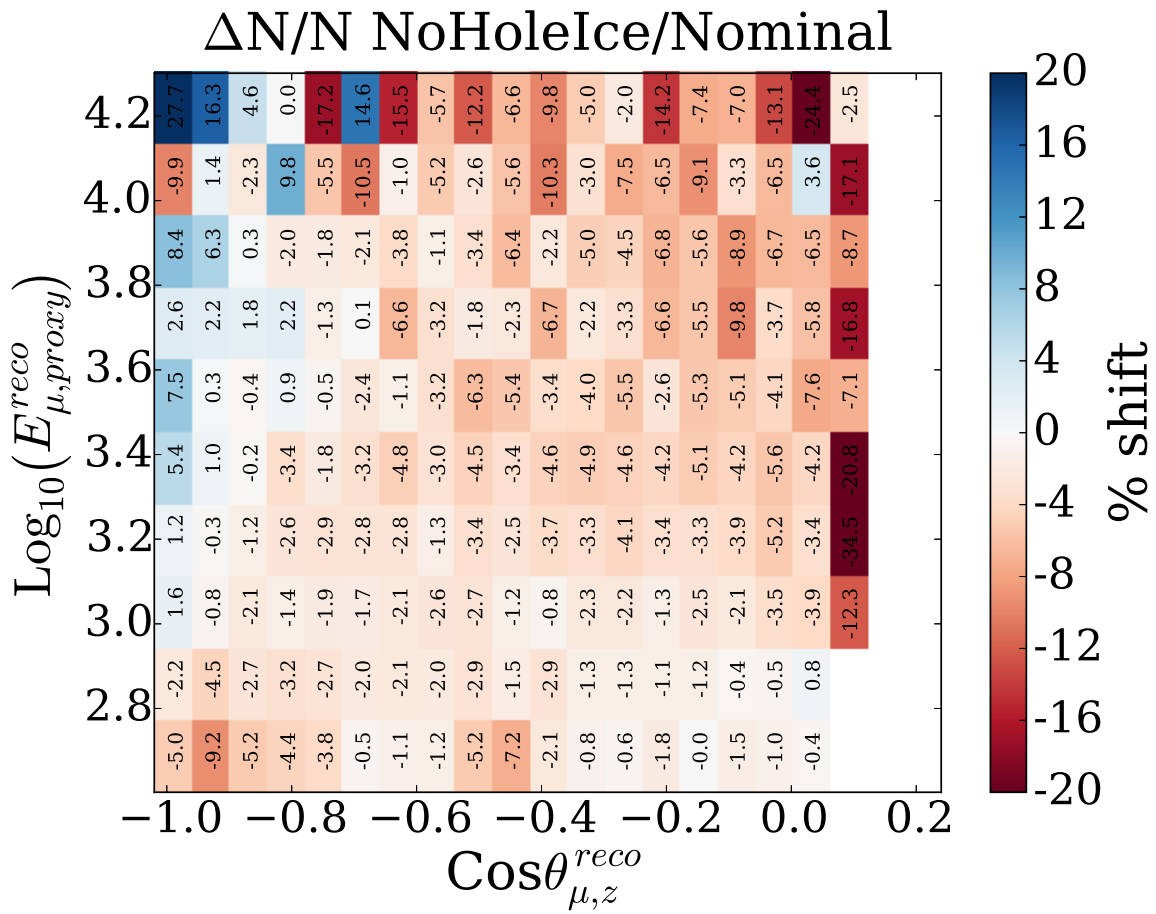 ΔN/N NoHoleIce/Nominal
27.7 16.3 4.6 0.0 -17.2 14.6 -15.5 -5.7 -12.2 -6.6 -9.8 -5.0 -2.0 -14.2 -7.4 -7.0 -13.1 -24.4 -2.5
-9.9 1.4 -2.3 9.8 -5.5 -10.5 -1.0 -5.2 -2.6 -5.6 -10.3 -3.0 -7.5 -6.5 -9.1 -3.3 -6.5 3.6 -17.1
8.4 6.3 0.3 -2.0 -1.8 -2.1 -3.8 -1.1 -3.4 -6.4 -2.2 -5.0 -4.5 -6.8 -5.6 -8.9 -6.7 -6.5 -8.7
2.6 2.2 1.8 2.2 -1.3 0.1 -6.6 -3.2 -1.8 -2.3 -6.7 -2.2 -3.3 -6.6 -5.5 -9.8 -3.7 -5.8 -16.8
7.5 0.3 -0.4 0.9 -0.5 -2.4 -1.1 -3.2 -6.3 -5.4 -3.4 -4.0 -5.5 -2.6 -5.3 -5.1 -4.1 -7.6 -7.1
5.4 1.0 -0.2 -3.4 -1.8 -3.2 -4.8 -3.0 -4.5 -3.4 -4.6 -4.9 -4.6 -4.2 -5.1 -4.2 -5.6 -4.2 -20.8
1.2 -0.3 -1.2 -2.6 -2.9 -2.8 -2.8 -1.3 -3.4 -2.5 -3.7 -3.3 -4.1 -3.4 -3.3 -3.9 -5.2 -3.4 -34.5
1.6 -0.8 -2.1 -1.4 -1.9 -1.7 -2.1 -2.6 -2.7 -1.2 -0.8 -2.3 -2.2 -1.3 -2.5 -2.1 -3.5 -3.9 -12.3
-2.2 -4.5 -2.7 -3.2 -2.7 -2.0 -2.1 -2.0 -2.9 -1.5 -2.9 -1.3 -1.3 -1.1 -1.2 -0.4 -0.5 0.8
-5.0 -9.2 -5.2 -4.4 -3.8 -0.5 -1.1 -1.2 -5.2 -7.2 -2.1 -0.8 -0.6 -1.8 -0.0 -1.5 -1.0 -0.4
4.2
4.0
3.8
3.6
3.4
3.2
3.0
2.8
Log₁₀(E^{reco}_{μ,proxy})
−1.0 −0.8 −0.6 −0.4 −0.2 0.0 0.2
Cosθ^{reco}_{μ,z}
20
16
12
8
4
0
-4
-8
-12
-16
-20
% shift